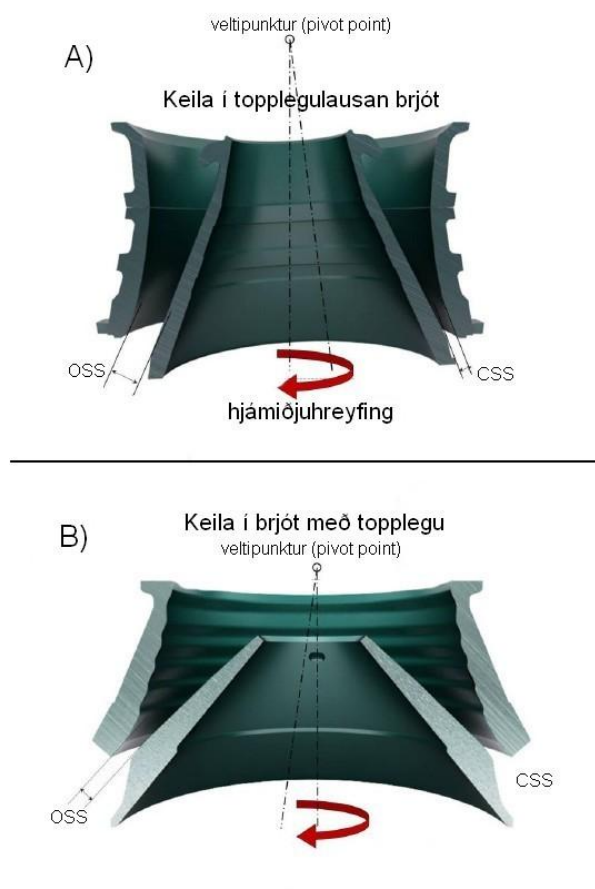 veltipunktur (pivot point)
A)
Keila í topplegulausan brjót
OSS
CSS
hjámiðjuhreyfing
B)
Keila í brjót með topplegu
veltipunktur (pivot point)
CSS
OSS